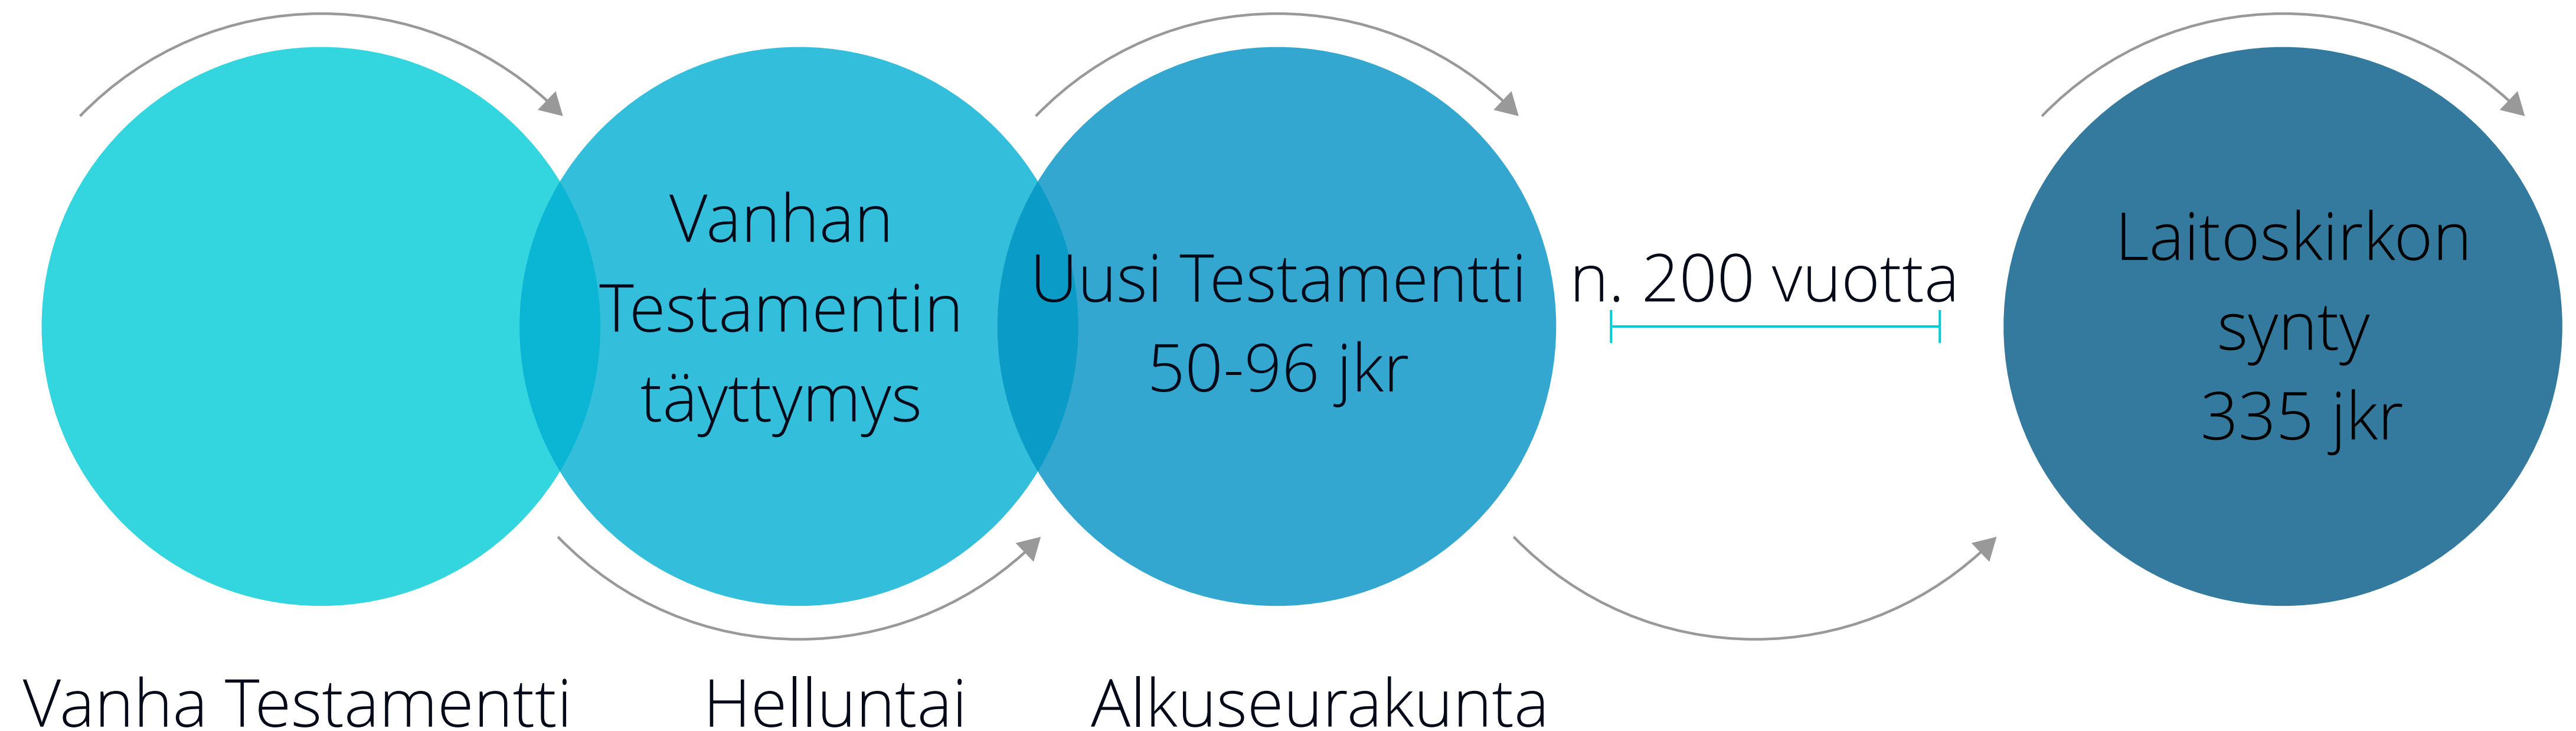 Vanhan
Testamentin
täyttymys
Uusi Testamentti
50-96 jkr
n. 200 vuotta
Laitoskirkon
synty
335 jkr
Vanha Testamentti
Helluntai
Alkuseurakunta